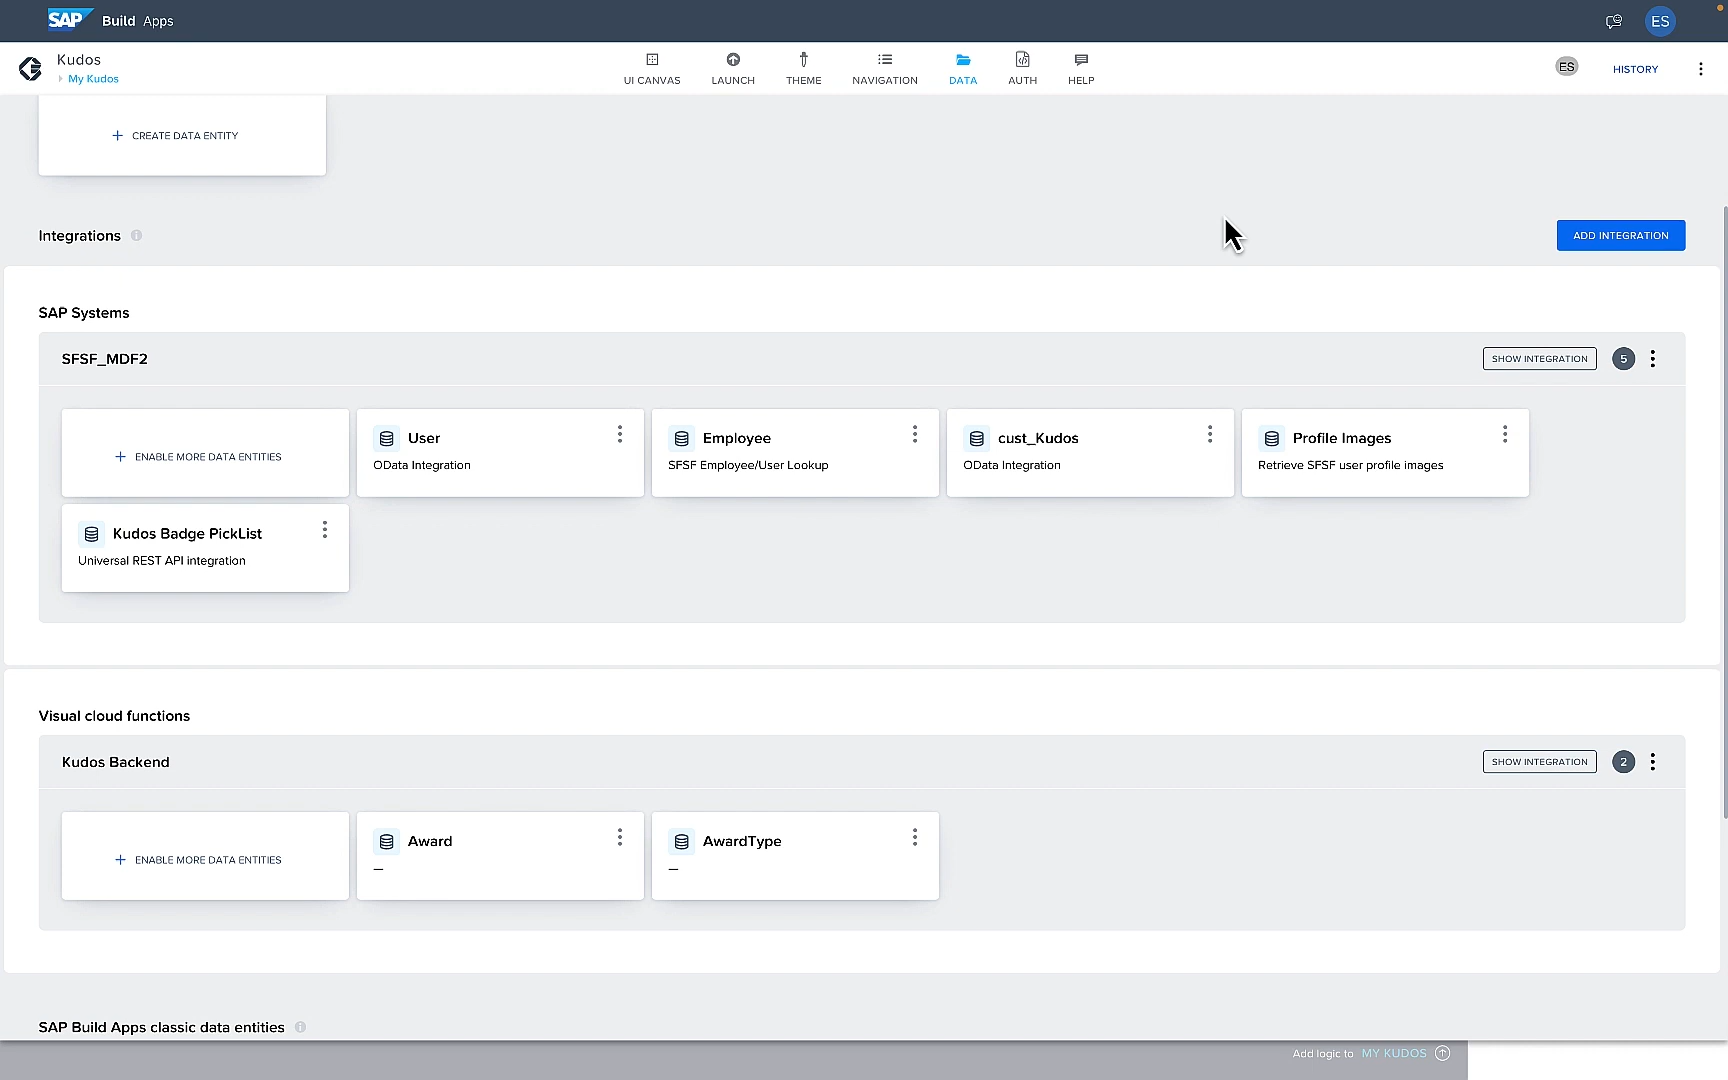 SAP Build Apps
ES
Kudos
My Kudos
UI CANVAS
LAUNCH
THEME
NAVIGATION
DATA
AUTH
HELP
ES
HISTORY
+ CREATE DATA ENTITY
Integrations
ADD INTEGRATION
SAP Systems
SFSF_MDF2
SHOW INTEGRATION
5
+ ENABLE MORE DATA ENTITIES
User
OData Integration
Employee
SFSF Employee/User Lookup
cust_Kudos
OData Integration
Profile Images
Retrieve SFSF user profile images
Kudos Badge PickList
Universal REST API integration
Visual cloud functions
Kudos Backend
SHOW INTEGRATION
2
+ ENABLE MORE DATA ENTITIES
Award
—
AwardType
—
SAP Build Apps classic data entities
Add logic to MY KUDOS